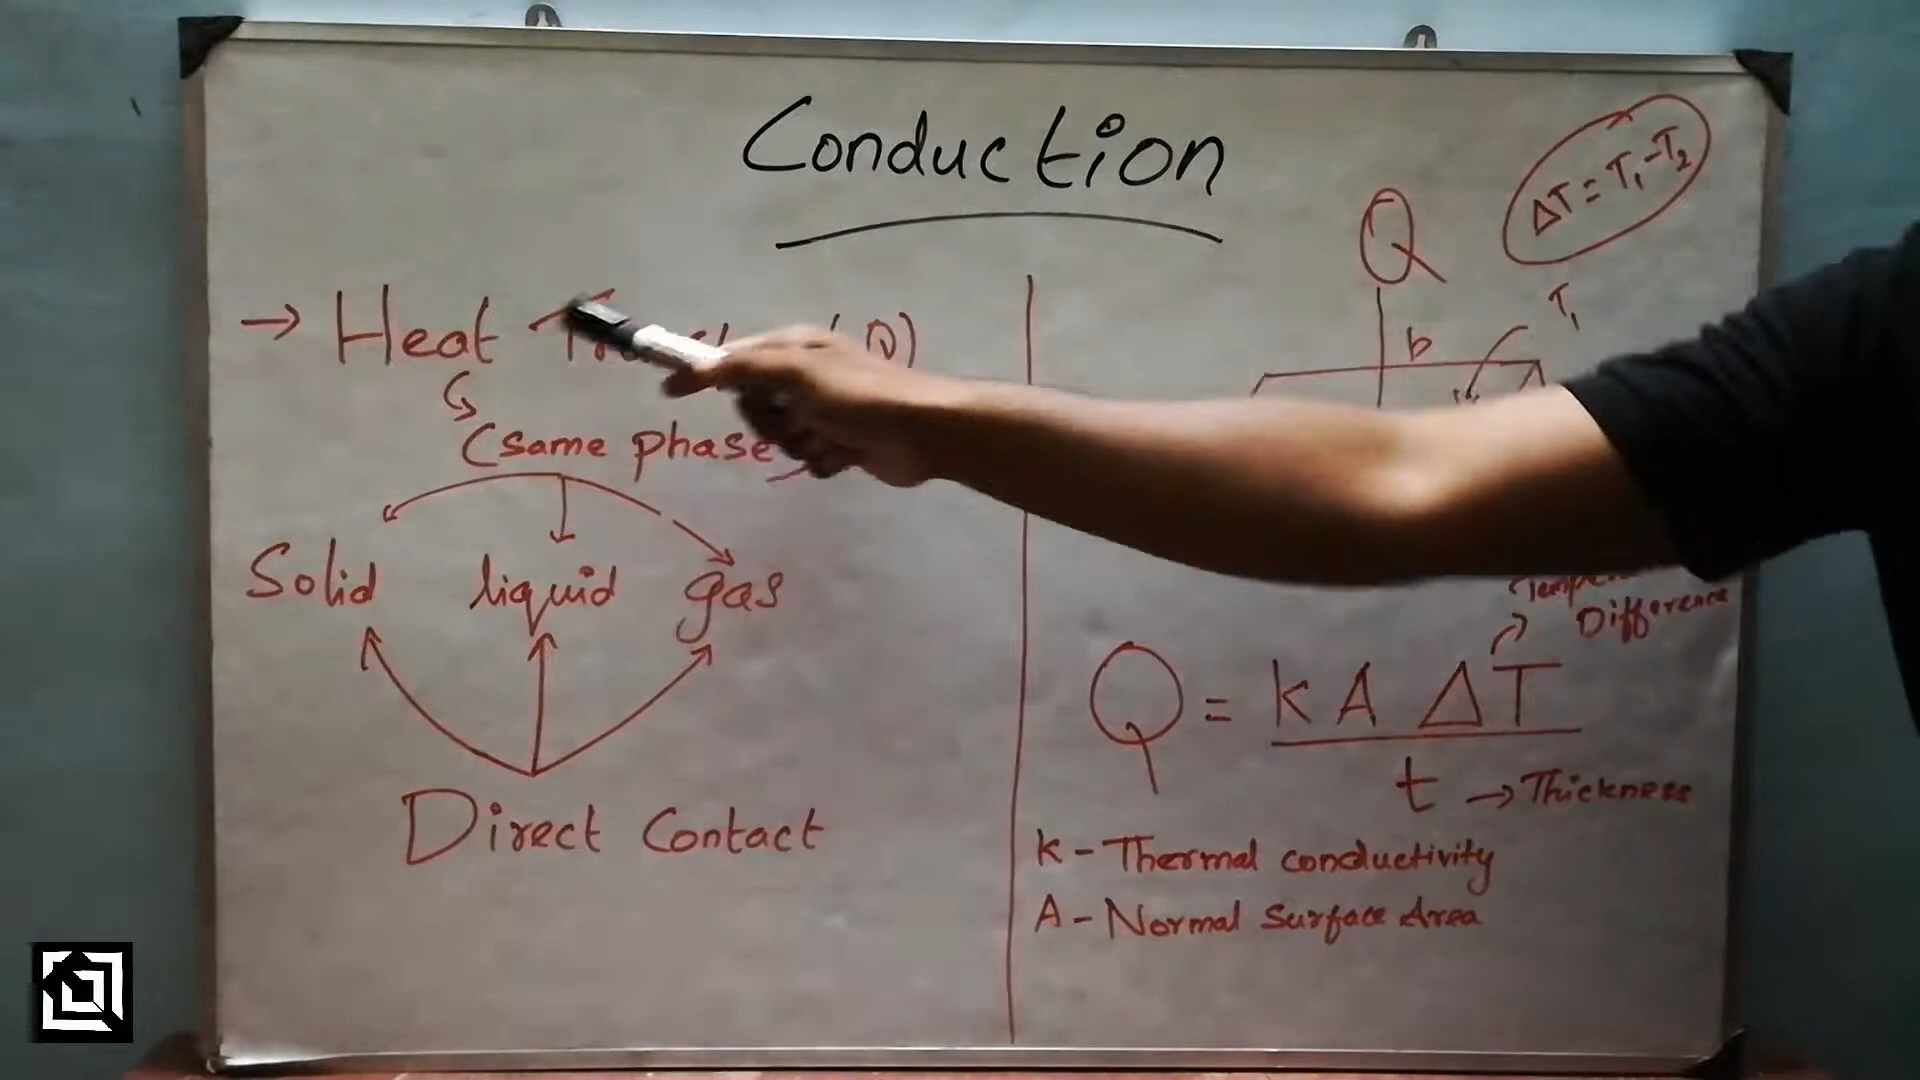 Conduction
→ Heat (Q)
(same phase)
Solid liquid gas
Direct Contact
ΔT = T₁-T₂
Q
T₁
b
Difference
Q = k A ΔT
t → Thickness
K - Thermal conductivity
A - Normal Surface Area